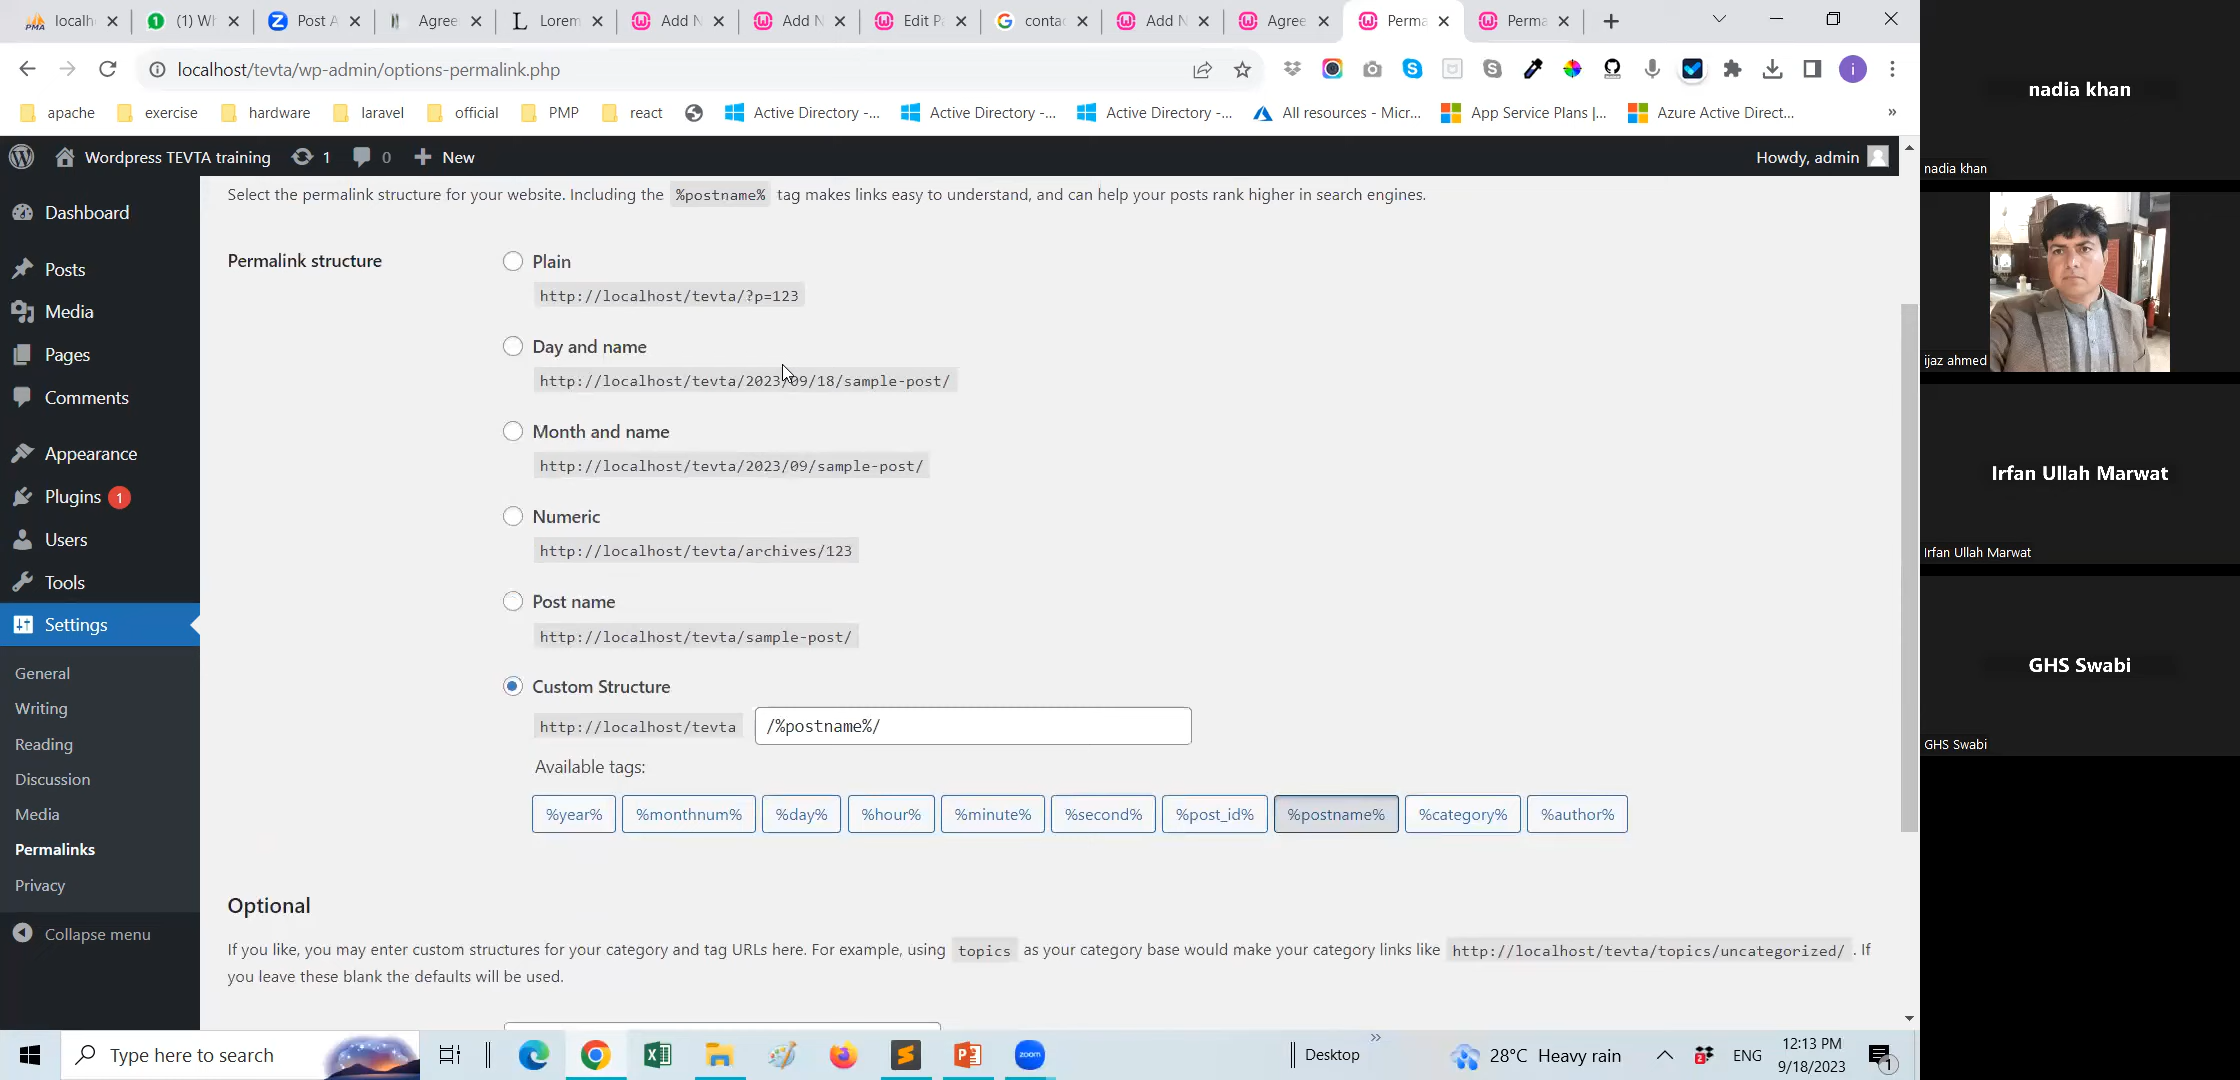 localh
(1) Wh
Post A
Agree
Lorem
Add N
Add N
Edit P
conta
Add N
Agree
Perma
Perma
localhost/tevta/wp-admin/options-permalink.php
apache
exercise
hardware
laravel
official
PMP
react
Active Directory -...
Active Directory -...
Active Directory -...
All resources - Micr...
App Service Plans |...
Azure Active Direct...
»
Wordpress TEVTA training
1
0
New
Howdy, admin
Dashboard
Posts
Media
Pages
Comments
Appearance
Plugins 1
Users
Tools
Settings
General
Writing
Reading
Discussion
Media
Permalinks
Privacy
Collapse menu
Select the permalink structure for your website. Including the %postname% tag makes links easy to understand, and can help your posts rank higher in search engines.
Permalink structure
Plain
http://localhost/tevta/?p=123
Day and name
http://localhost/tevta/2023/09/18/sample-post/
Month and name
http://localhost/tevta/2023/09/sample-post/
Numeric
http://localhost/tevta/archives/123
Post name
http://localhost/tevta/sample-post/
Custom Structure
http://localhost/tevta /%postname%/
Available tags:
%year% %monthnum% %day% %hour% %minute% %second% %post_id% %postname% %category% %author%
Optional
If you like, you may enter custom structures for your category and tag URLs here. For example, using topics as your category base would make your category links like http://localhost/tevta/topics/uncategorized/ . If
you leave these blank the defaults will be used.
nadia khan
nadia khan
ijaz ahmed
Irfan Ullah Marwat
Irfan Ullah Marwat
GHS Swabi
GHS Swabi
Type here to search
zoom
Desktop
28°C Heavy rain
ENG
12:13 PM
9/18/2023
1